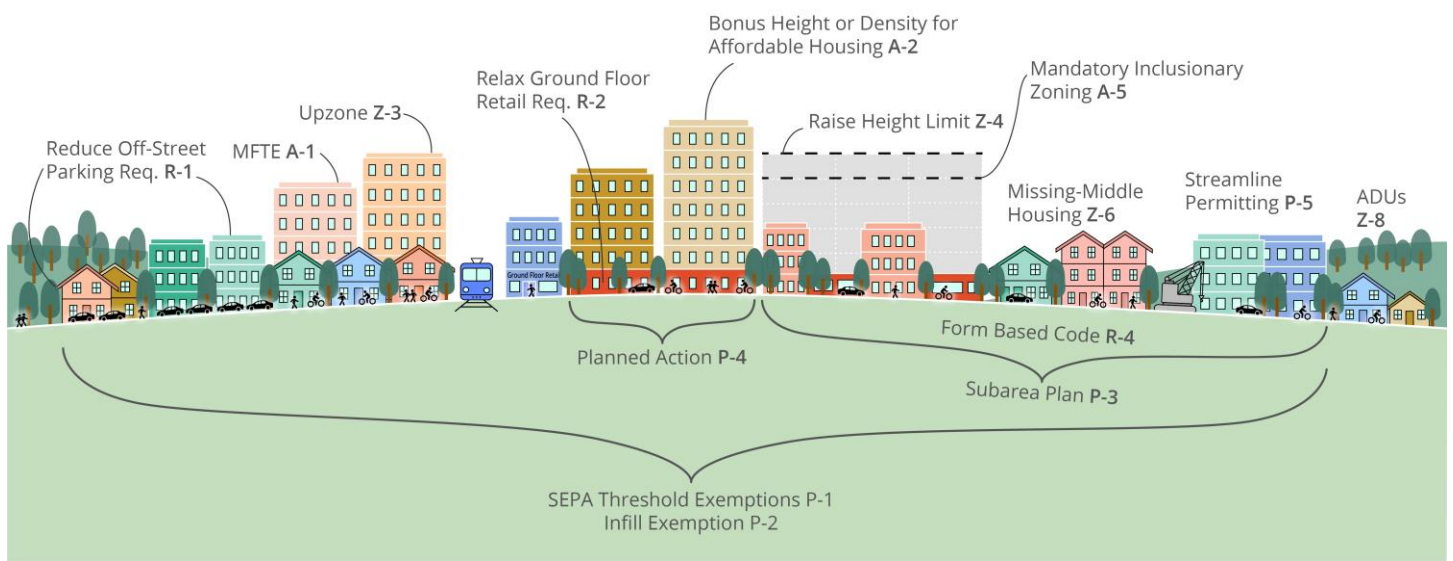 Bonus Height or Density for
Affordable Housing A-2
Relax Ground Floor
Retail Req. R-2
Mandatory Inclusionary
Zoning A-5
Upzone Z-3
Raise Height Limit Z-4
Reduce Off-Street
Parking Req. R-1
MFTE A-1
Missing-Middle
Housing Z-6
Streamline
Permitting P-5
ADUs
Z-8
Ground Floor Retail
Planned Action P-4
Form Based Code R-4
Subarea Plan P-3
SEPA Threshold Exemptions P-1
Infill Exemption P-2